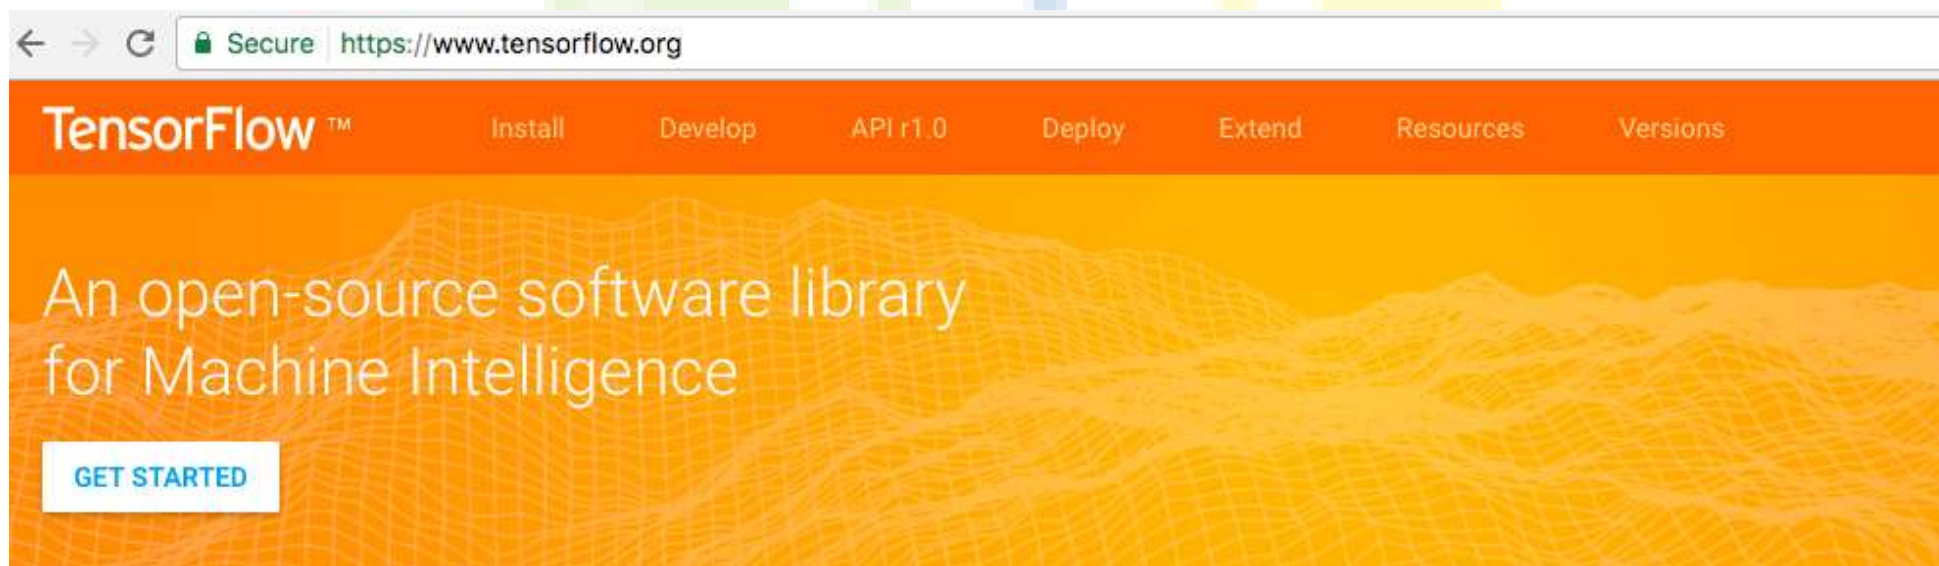 Secure https://www.tensorflow.org
TensorFlow ™ Install Develop API r1.0 Deploy Extend Resources Versions
An open-source software library
for Machine Intelligence
GET STARTED